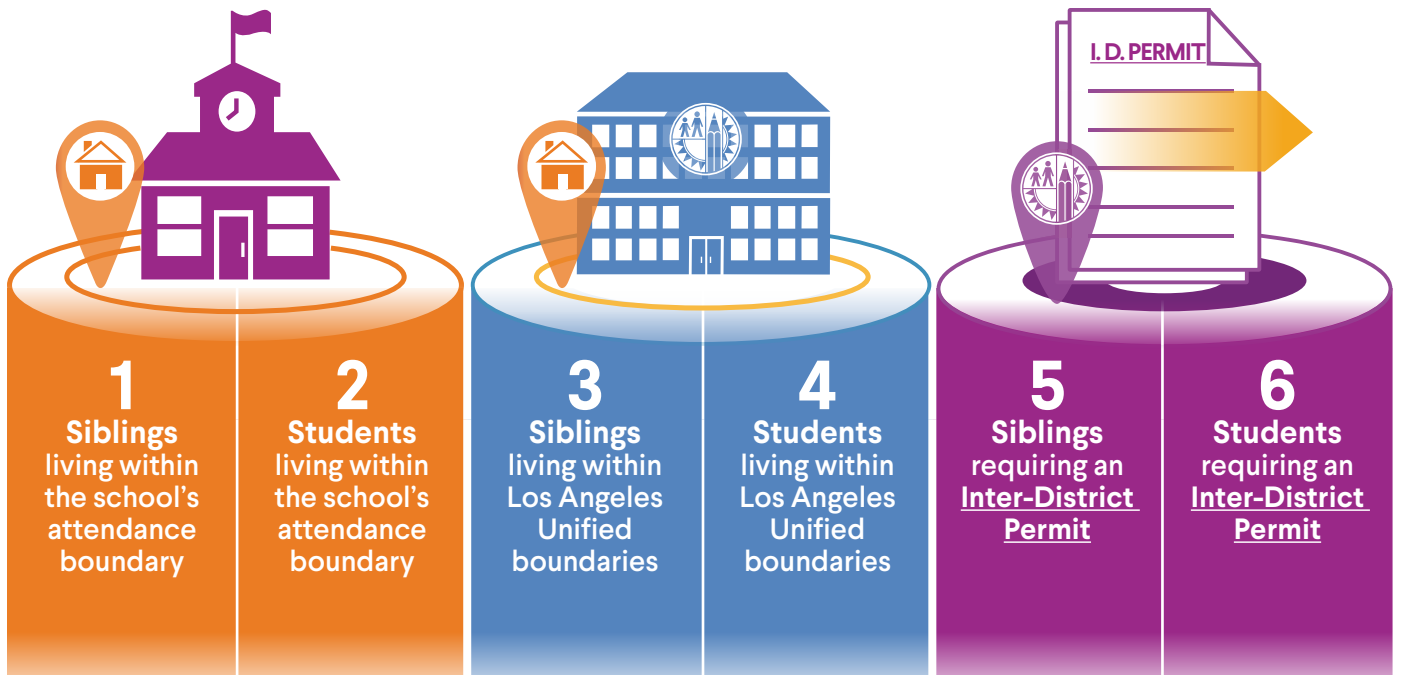 I. D. PERMIT
1
Siblings
living within
the school's
attendance
boundary
2
Students
living within
the school's
attendance
boundary
3
Siblings
living within
Los Angeles
Unified
boundaries
4
Students
living within
Los Angeles
Unified
boundaries
5
Siblings
requiring an
Inter-District
Permit
6
Students
requiring an
Inter-District
Permit